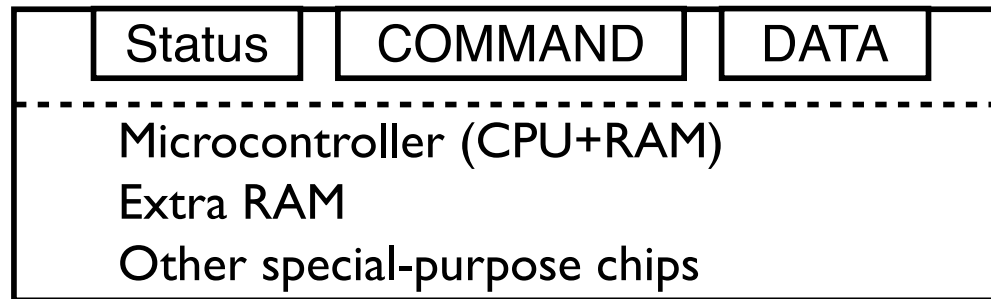 Status COMMAND DATA
Microcontroller (CPU+RAM)
Extra RAM
Other special-purpose chips